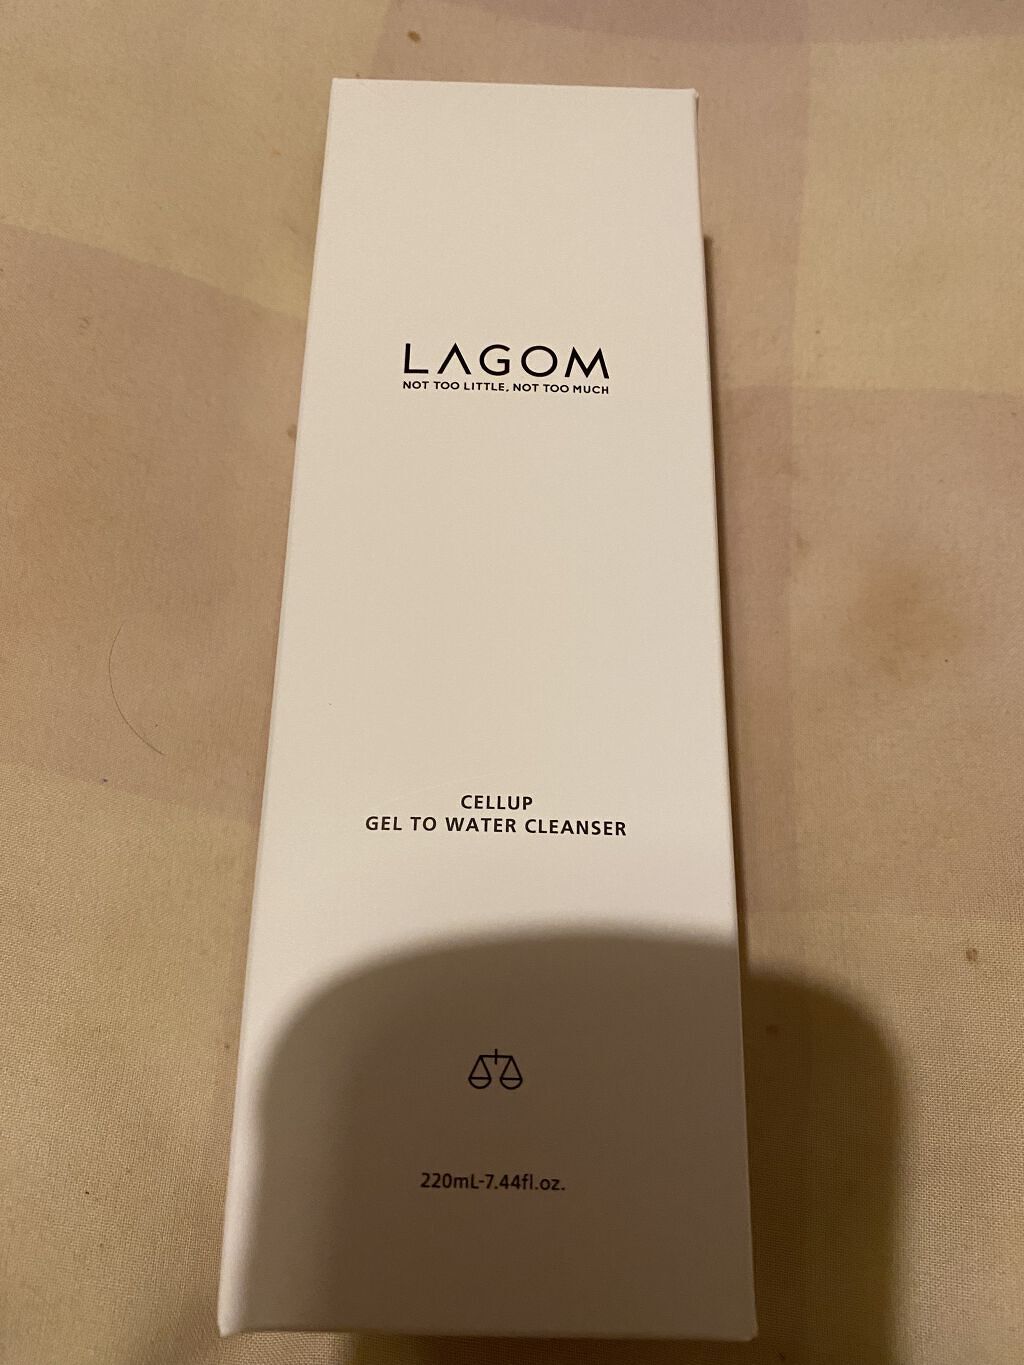 LAGOM
NOT TOO LITTLE, NOT TOO MUCH
CELLUP
GEL TO WATER CLEANSER
220mL-7.44fl.oz.